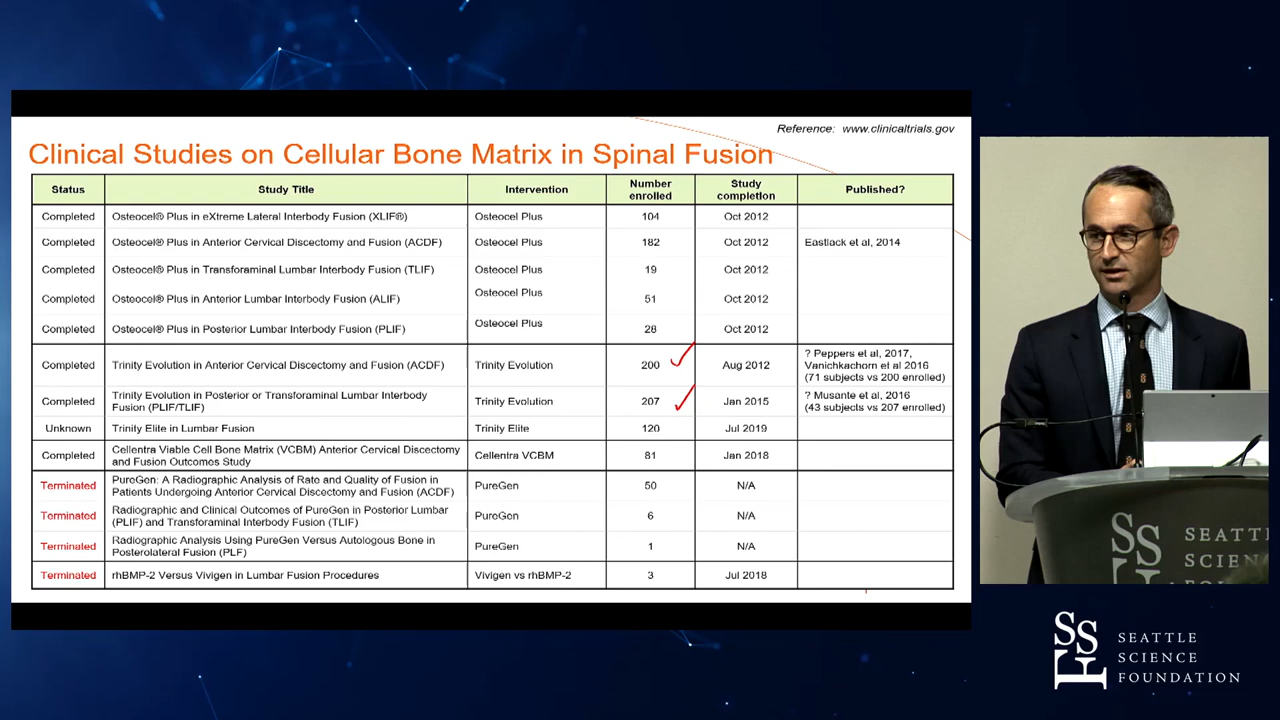 Reference: www.clinicaltrials.gov
Clinical Studies on Cellular Bone Matrix in Spinal Fusion
Status Study Title Intervention Number enrolled Study completion Published?
Completed Osteocel® Plus in eXtreme Lateral Interbody Fusion (XLIF®) Osteocel Plus 104 Oct 2012
Completed Osteocel® Plus in Anterior Cervical Discectomy and Fusion (ACDF) Osteocel Plus 182 Oct 2012 Eastlack et al, 2014
Completed Osteocel® Plus in Transforaminal Lumbar Interbody Fusion (TLIF) Osteocel Plus 19 Oct 2012
Completed Osteocel® Plus in Anterior Lumbar Interbody Fusion (ALIF) Osteocel Plus 51 Oct 2012
Completed Osteocel® Plus in Posterior Lumbar Interbody Fusion (PLIF) Osteocel Plus 28 Oct 2012
Completed Trinity Evolution in Anterior Cervical Discectomy and Fusion (ACDF) Trinity Evolution 200 Aug 2012 ? Peppers et al, 2017,
Vanichkachorn et al 2016
(71 subjects vs 200 enrolled)
Completed Trinity Evolution in Posterior or Transforaminal Lumbar Interbody
Fusion (PLIF/TLIF) Trinity Evolution 207 Jan 2015 ? Musante et al, 2016
(43 subjects vs 207 enrolled)
Unknown Trinity Elite in Lumbar Fusion Trinity Elite 120 Jul 2019
Completed Cellentra Viable Cell Bone Matrix (VCBM) Anterior Cervical Discectomy
and Fusion Outcomes Study Cellentra VCBM 81 Jan 2018
Terminated PureGen: A Radiographic Analysis of Rate and Quality of Fusion in
Patients Undergoing Anterior Cervical Discectomy and Fusion (ACDF) PureGen 50 N/A
Terminated Radiographic and Clinical Outcomes of PureGen in Posterior Lumbar
(PLIF) and Transforaminal Interbody Fusion (TLIF) PureGen 6 N/A
Terminated Radiographic Analysis Using PureGen Versus Autologous Bone in
Posterolateral Fusion (PLF) PureGen 1 N/A
Terminated rhBMP-2 Versus Vivigen in Lumbar Fusion Procedures Vivigen vs rhBMP-2 3 Jul 2018
SSF
SEATTLE
SCIEN
SSF
SEATTLE
SCIENCE
FOUNDATION